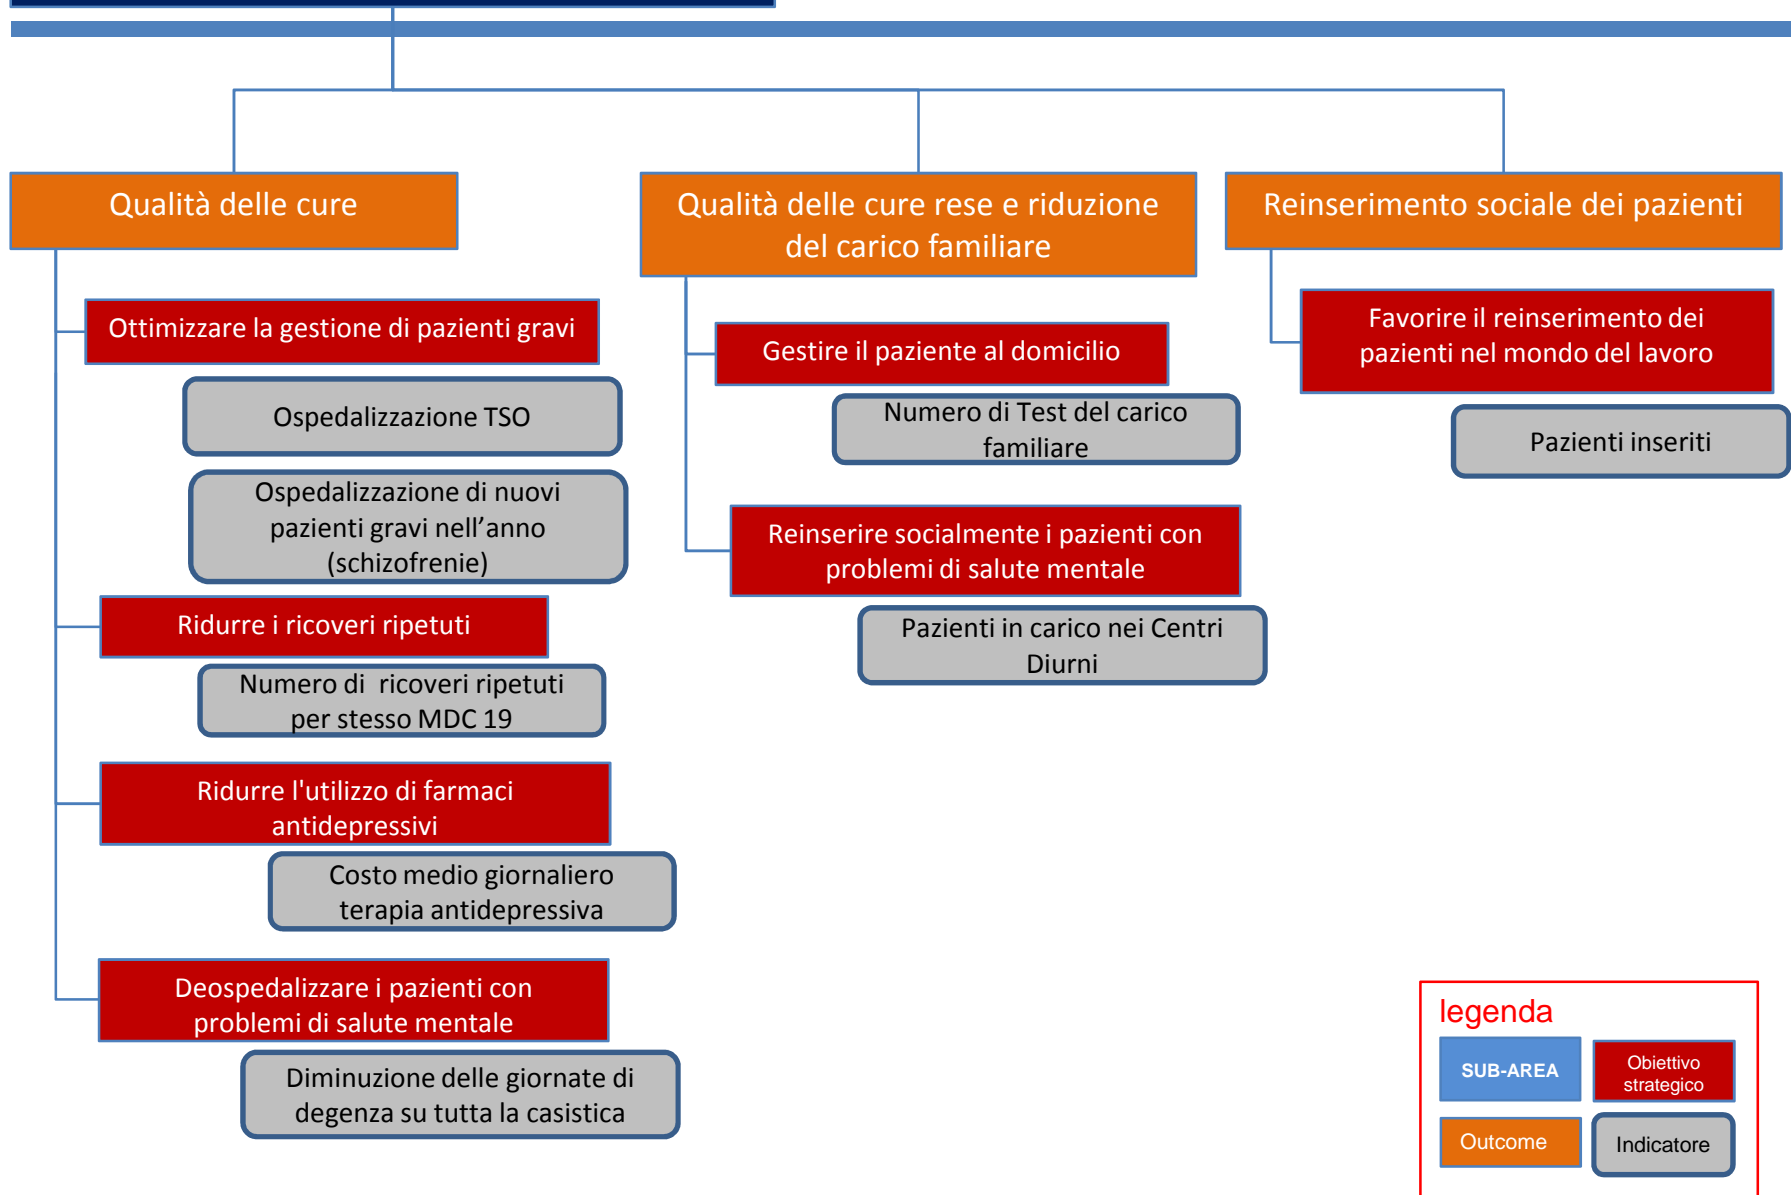 Qualità delle cure
Ottimizzare la gestione di pazienti gravi
Ospedalizzazione TSO
Ospedalizzazione di nuovi
pazienti gravi nell’anno
(schizofrenie)
Ridurre i ricoveri ripetuti
Numero di  ricoveri ripetuti
per stesso MDC 19
Ridurre l'utilizzo di farmaci
antidepressivi
Costo medio giornaliero
terapia antidepressiva
Deospedalizzare i pazienti con
problemi di salute mentale
Diminuzione delle giornate di
degenza su tutta la casistica
Qualità delle cure rese e riduzione
del carico familiare
Gestire il paziente al domicilio
Numero di Test del carico
familiare
Reinserire socialmente i pazienti con
problemi di salute mentale
Pazienti in carico nei Centri
Diurni
Reinserimento sociale dei pazienti
Favorire il reinserimento dei
pazienti nel mondo del lavoro
Pazienti inseriti
legenda
SUB-AREA
Obiettivo
strategico
Outcome
Indicatore